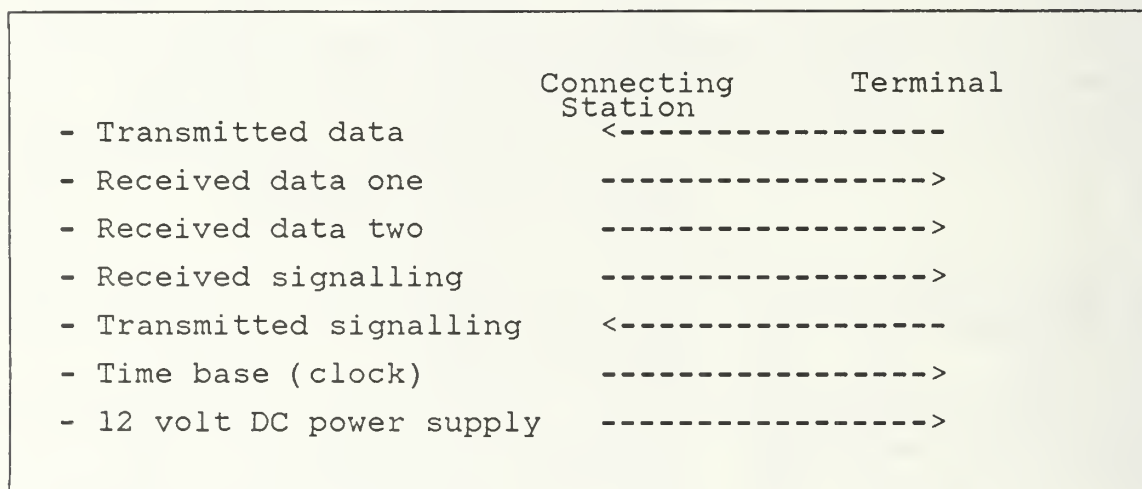 Connecting Station Terminal
- Transmitted data <-----------------
- Received data one ----------------->
- Received data two ----------------->
- Received signalling ----------------->
- Transmitted signalling <-----------------
- Time base (clock) ----------------->
- 12 volt DC power supply ----------------->